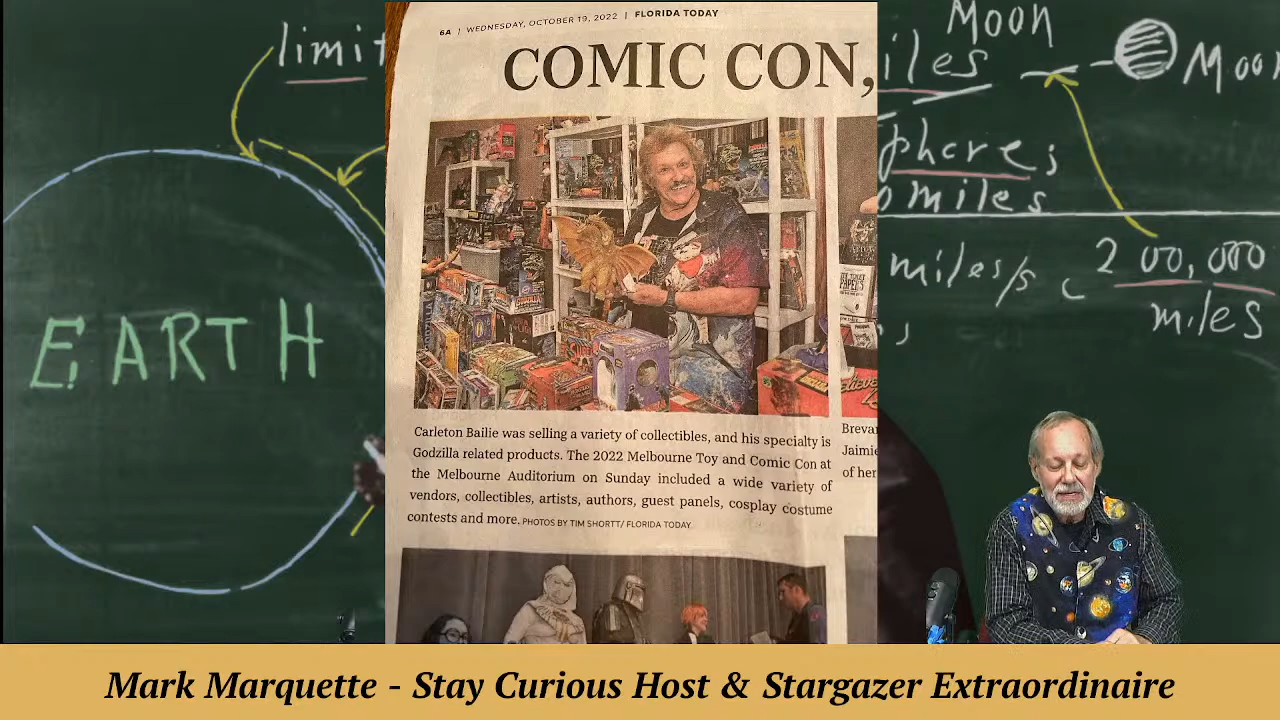 limit
EARTH
6A | WEDNESDAY, OCTOBER 19, 2022 | FLORIDA TODAY
COMIC CON,
Carleton Bailie was selling a variety of collectibles, and his specialty is
Godzilla related products. The 2022 Melbourne Toy and Comic Con at
the Melbourne Auditorium on Sunday included a wide variety of
vendors, collectibles, artists, authors, guest panels, cosplay costume
contests and more. PHOTOS BY TIM SHORTT/ FLORIDA TODAY
Jaimie
of her
Moon
iles
Moon
phere;
miles
miles/s
200,000
miles
Mark Marquette - Stay Curious Host & Stargazer Extraordinaire